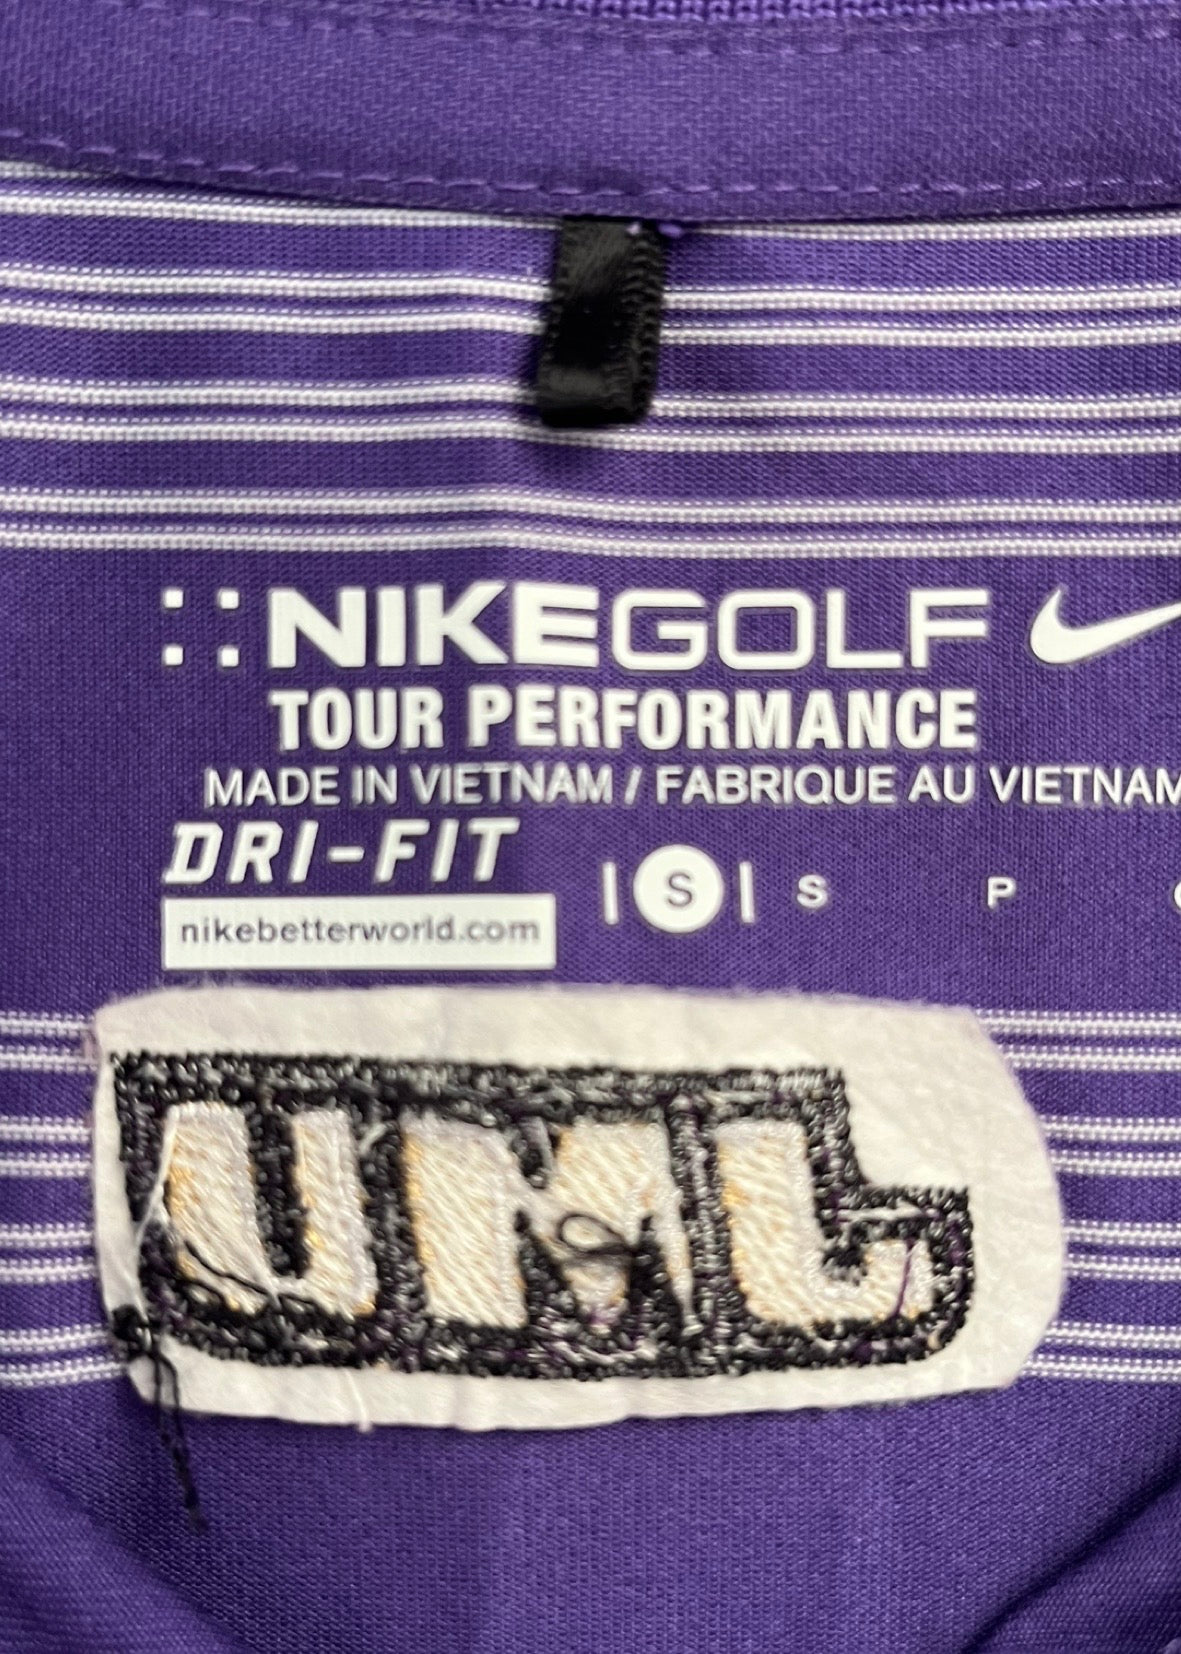 NIKEGOLF
TOUR PERFORMANCE
MADE IN VIETNAM / FABRIQUE AU VIETNAM
DRI-FIT
nikebetterworld.com
| S | S P
UML